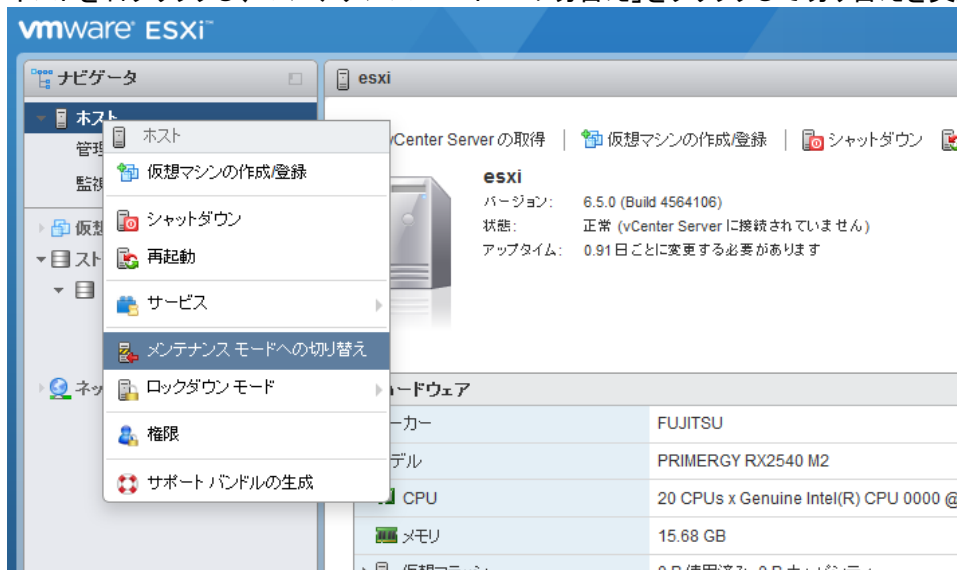 vmware ESXi™
ナビゲータ
ホスト
管理
監視
仮想
スト
ネッ
ホスト
仮想マシンの作成/登録
シャットダウン
再起動
サービス
メンテナンス モードへの切り替え
ロックダウン モード
権限
サポート バンドルの生成
esxi
vCenter Server の取得 | 仮想マシンの作成/登録 | シャットダウン
esxi
バージョン: 6.5.0 (Build 4564106)
状態: 正常 (vCenter Server に接続されていません)
アップタイム: 0.91 日ごとに変更する必要があります
ードウェア
ーカー FUJITSU
デル PRIMERGY RX2540 M2
CPU 20 CPUs x Genuine Intel(R) CPU 0000 @
メモリ 15.68 GB